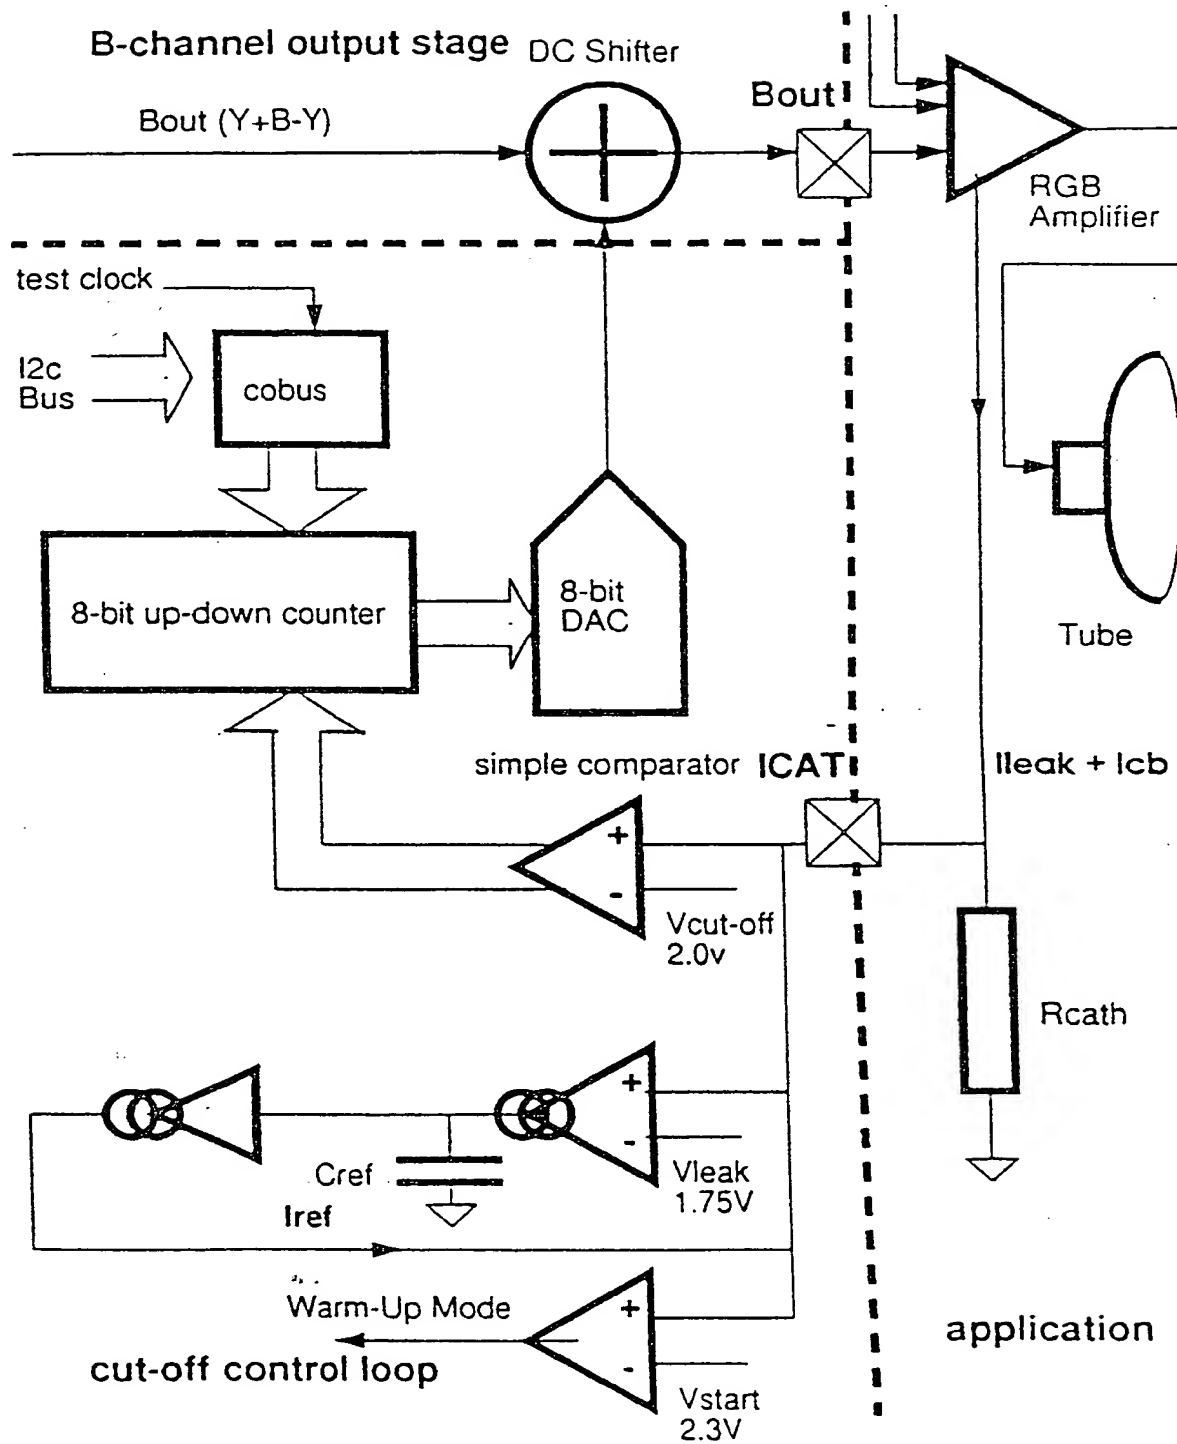 B-channel output stage
DC Shifter
Bout (Y+B-Y)
Bout
RGB
Amplifier
test clock
I2c
Bus
cobus
8-bit up-down counter
8-bit
DAC
Tube
simple comparator
ICAT
Ileak + Icb
+
-
Vcut-off
2.0v
Rcath
+
-
Cref
Vleak
1.75V
Iref
Warm-Up Mode
+
-
application
cut-off control loop
Vstart
2.3V